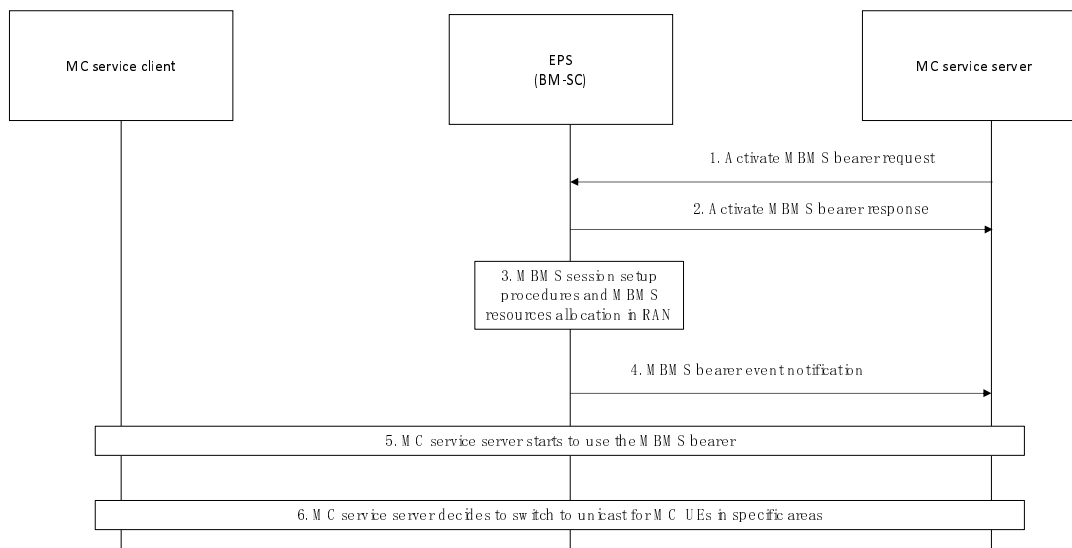 MC service client
EPS
(BM-SC)
MC service server
1. Activate MBMS bearer request
2. Activate MBMS bearer response
3. MBMS session setup
procedures and MBMS
resources allocation in RAN
4. MBMS bearer event notification
5. MC service server starts to use the MBMS bearer
6. MC service server decides to switch to unicast for MC UEs in specific areas